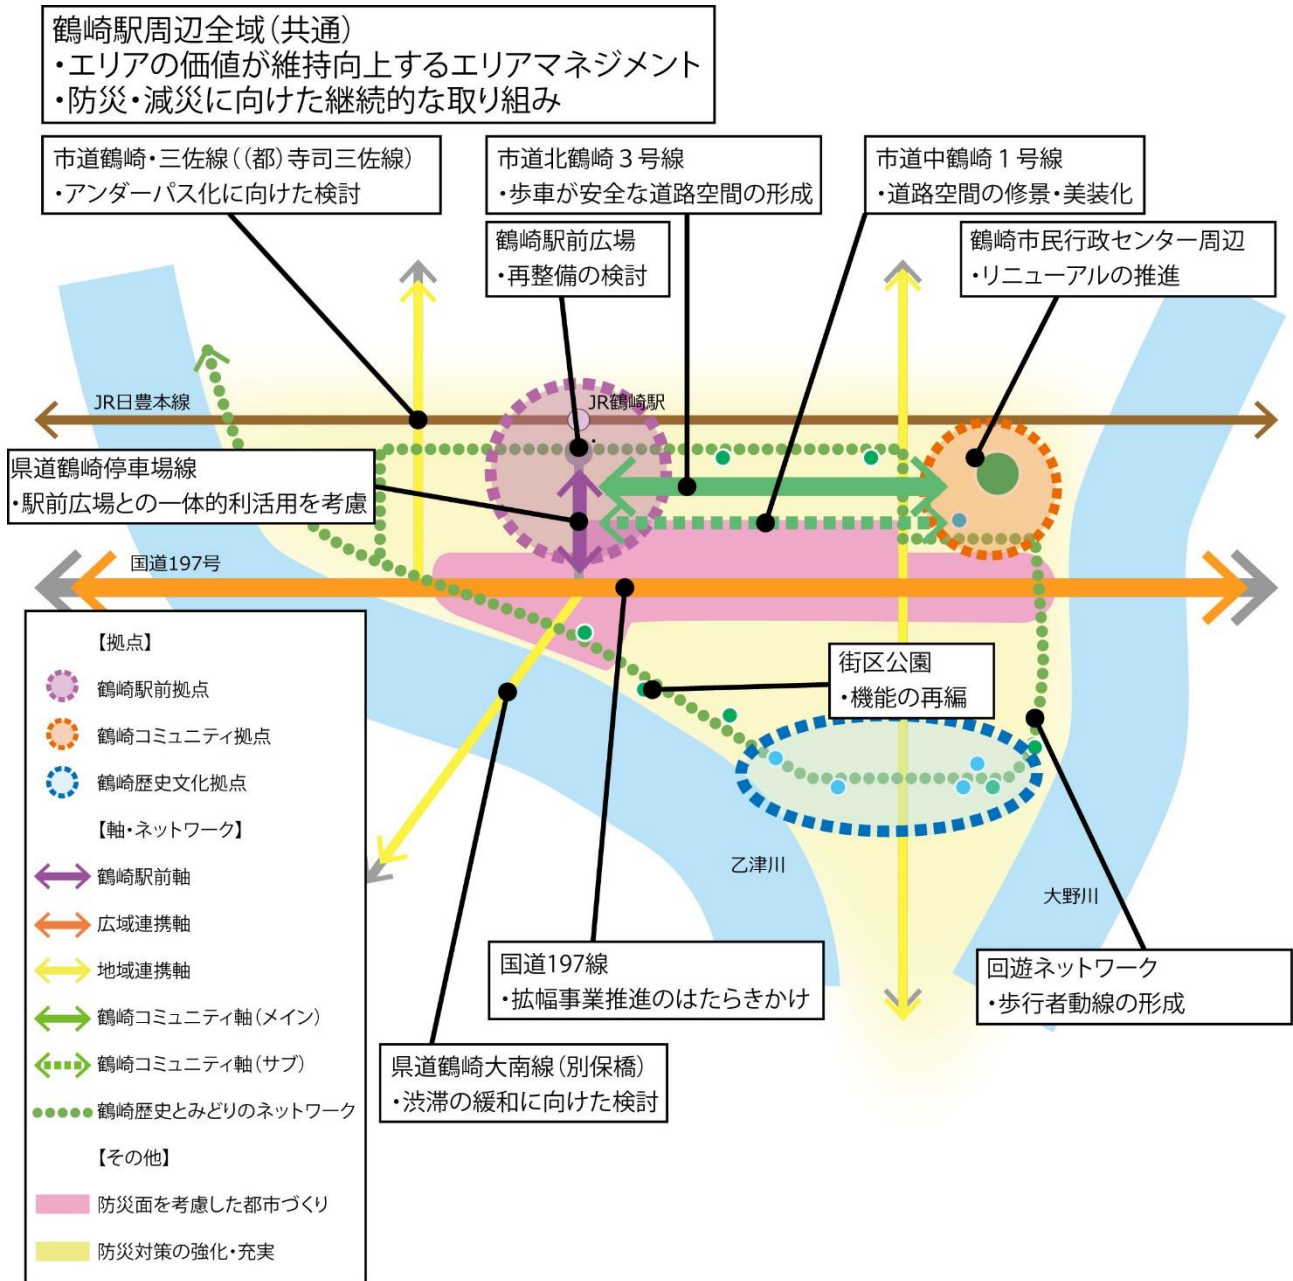 鶴崎駅周辺全域(共通)
・エリアの価値が維持向上するエリアマネジメント
・防災・減災に向けた継続的な取り組み
市道鶴崎・三佐線((都)寺司三佐線)
・アンダーパス化に向けた検討
市道北鶴崎3号線
・歩車が安全な道路空間の形成
市道中鶴崎1号線
・道路空間の修景・美装化
鶴崎駅前広場
・再整備の検討
鶴崎市民行政センター周辺
・リニューアルの推進
JR日豊本線
JR鶴崎駅
県道鶴崎停車場線
・駅前広場との一体的利活用を考慮
国道197号
【拠点】
鶴崎駅前拠点
鶴崎コミュニティ拠点
鶴崎歴史文化拠点
【軸・ネットワーク】
鶴崎駅前軸
広域連携軸
地域連携軸
鶴崎コミュニティ軸(メイン)
鶴崎コミュニティ軸(サブ)
鶴崎歴史とみどりのネットワーク
【その他】
防災面を考慮した都市づくり
防災対策の強化・充実
街区公園
・機能の再編
乙津川
大野川
国道197線
・拡幅事業推進のはたらきかけ
回遊ネットワーク
・歩行者動線の形成
県道鶴崎大南線(別保橋)
・渋滞の緩和に向けた検討